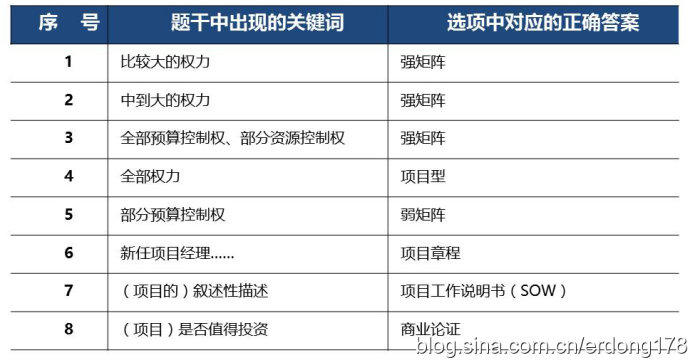 序 号 题干中出现的关键词 选项中对应的正确答案
1 比较大的权力 强矩阵
2 中到大的权力 强矩阵
3 全部预算控制权、部分资源控制权 强矩阵
4 全部权力 项目型
5 部分预算控制权 弱矩阵
6 新任项目经理…… 项目章程
7 （项目的）叙述性描述 项目工作说明书（SOW）
8 （项目）是否值得投资 商业论证
blog.sina.com.cn/erdong178